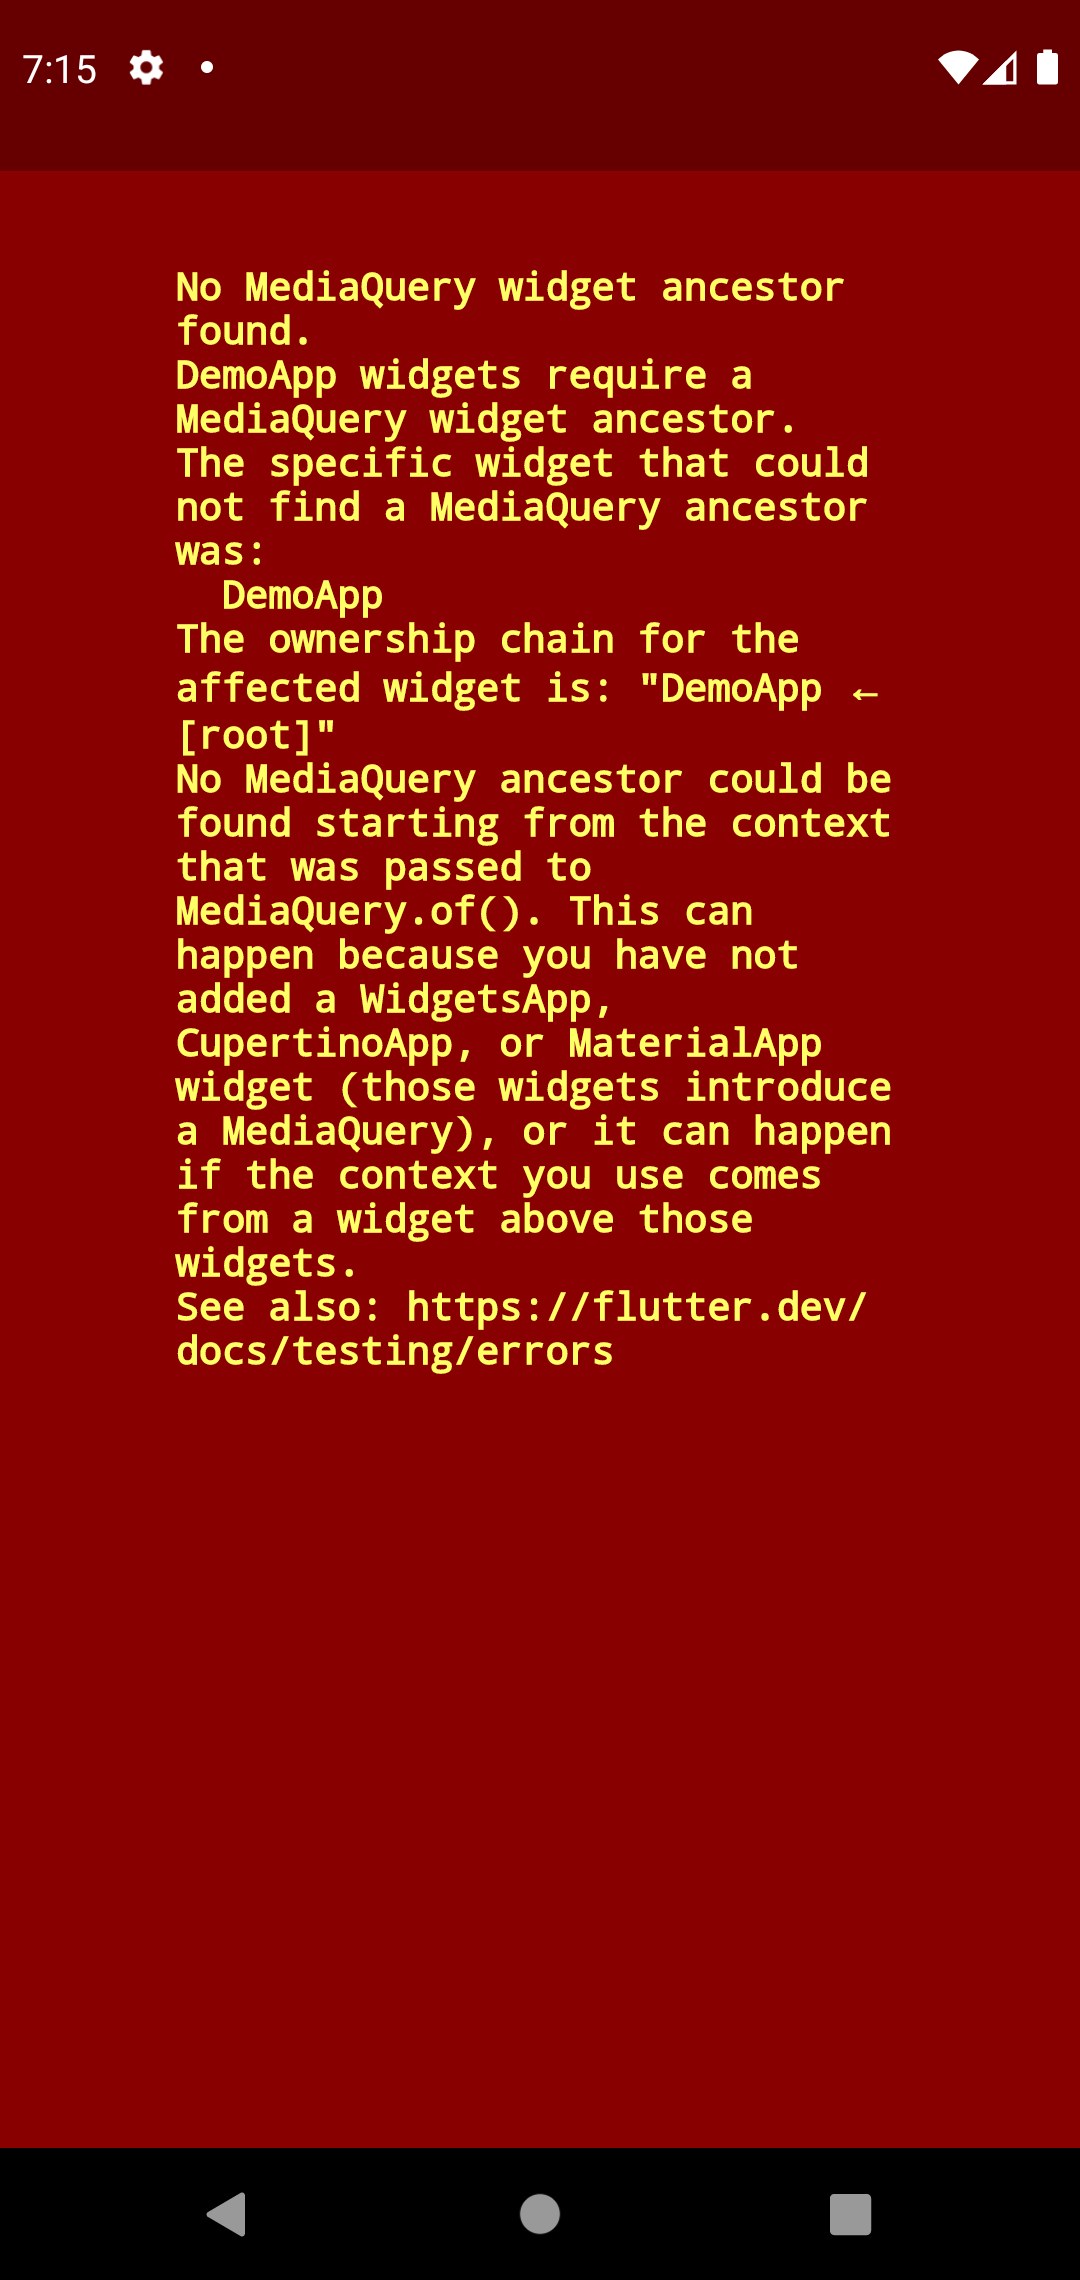 7:15
No MediaQuery widget ancestor
found.
DemoApp widgets require a
MediaQuery widget ancestor.
The specific widget that could
not find a MediaQuery ancestor
was:
  DemoApp
The ownership chain for the
affected widget is: "DemoApp ←
[root]"
No MediaQuery ancestor could be
found starting from the context
that was passed to
MediaQuery.of(). This can
happen because you have not
added a WidgetsApp,
CupertinoApp, or MaterialApp
widget (those widgets introduce
a MediaQuery), or it can happen
if the context you use comes
from a widget above those
widgets.
See also: https://flutter.dev/
docs/testing/errors